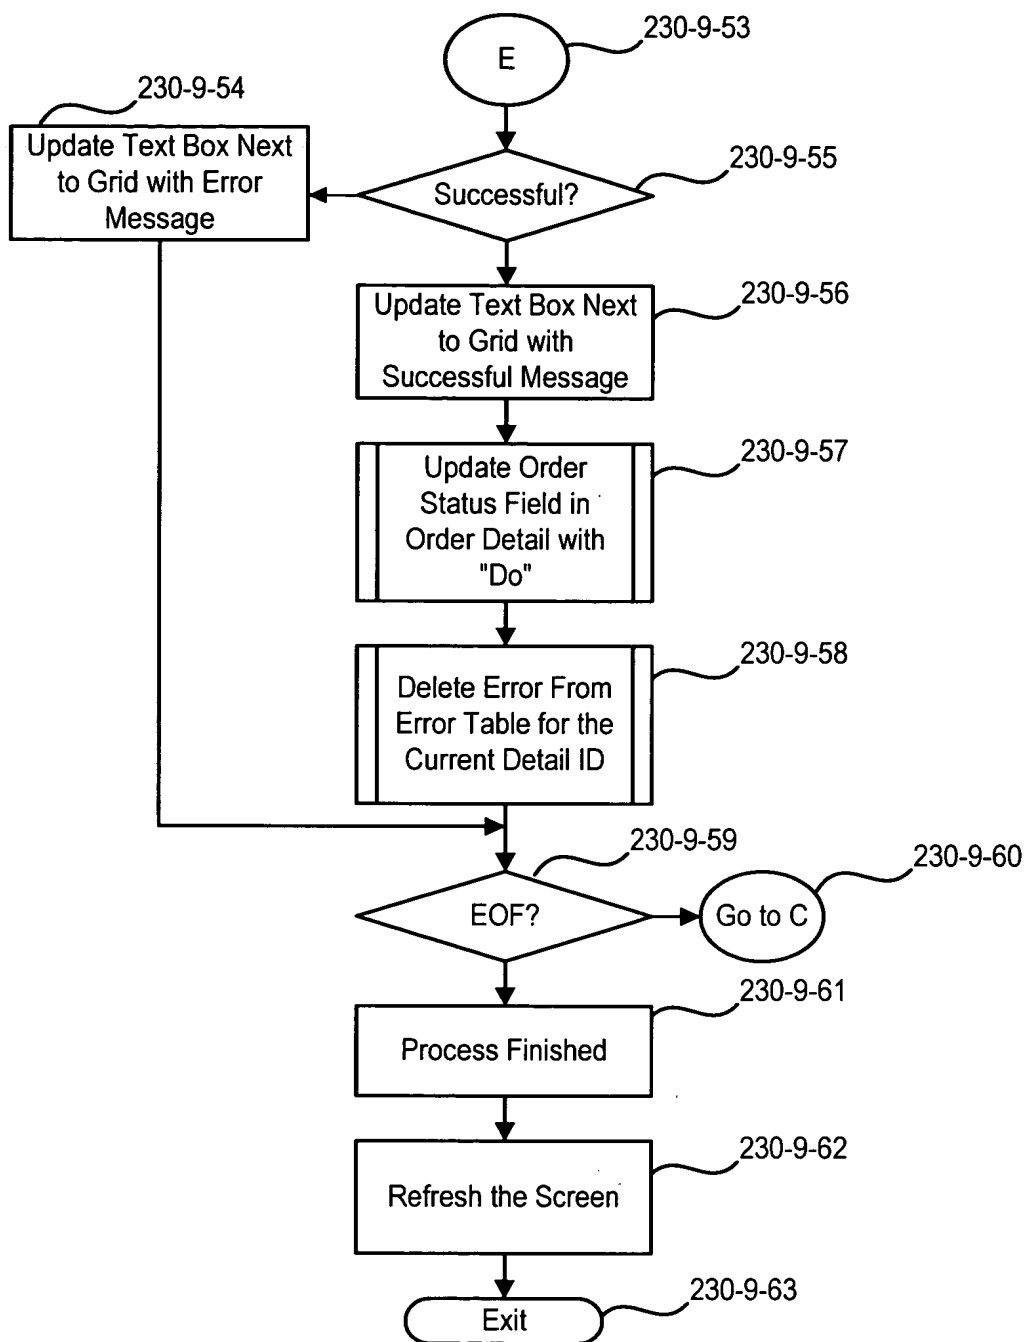 230-9-53
E
230-9-54
Update Text Box Next
to Grid with Error
Message
230-9-55
Successful?
230-9-56
Update Text Box Next
to Grid with
Successful Message
230-9-57
Update Order
Status Field in
Order Detail with
"Do"
230-9-58
Delete Error From
Error Table for the
Current Detail ID
230-9-59
EOF?
230-9-60
Go to C
230-9-61
Process Finished
230-9-62
Refresh the Screen
230-9-63
Exit